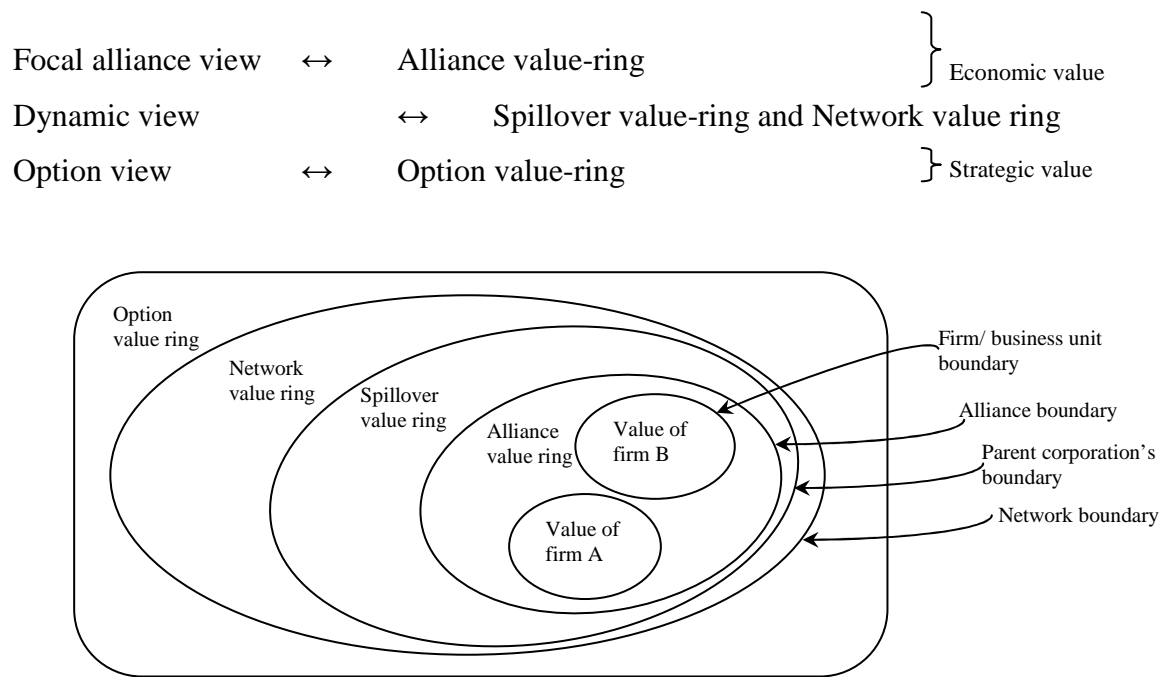 Focal alliance view ↔ Alliance value-ring
Economic value
Dynamic view ↔ Spillover value-ring and Network value ring
Option view ↔ Option value-ring
Strategic value
Option
value ring
Network
value ring
Spillover
value ring
Alliance
value ring
Value of
firm B
Value of
firm A
Firm/ business unit
boundary
Alliance boundary
Parent corporation's
boundary
Network boundary